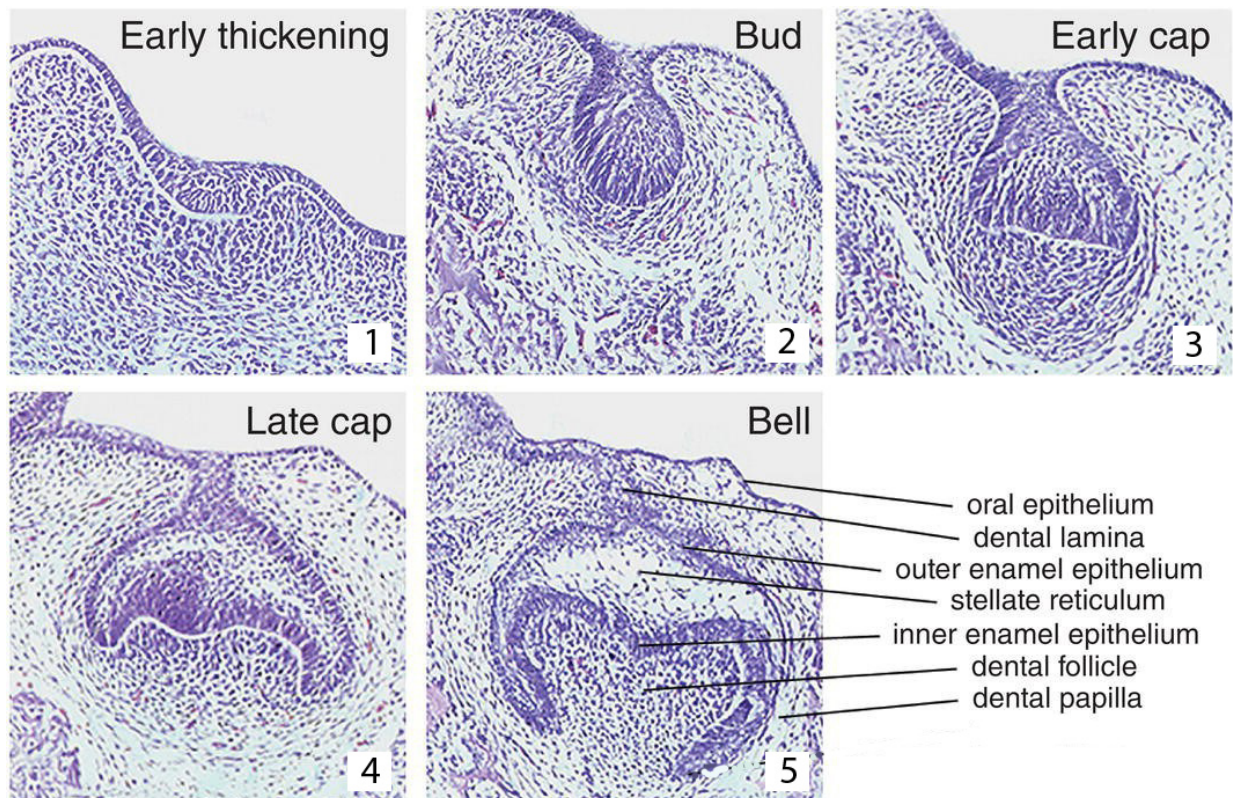 Early thickening
1
Bud
2
Early cap
3
Late cap
4
Bell
5
oral epithelium
dental lamina
outer enamel epithelium
stellate reticulum
inner enamel epithelium
dental follicle
dental papilla